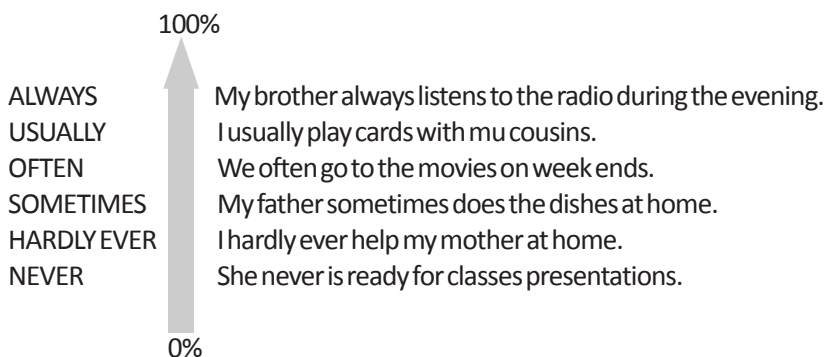 100%
ALWAYS My brother always listens to the radio during the evening.
USUALLY I usually play cards with mu cousins.
OFTEN We often go to the movies on week ends.
SOMETIMES My father sometimes does the dishes at home.
HARDLY EVER I hardly ever help my mother at home.
NEVER She never is ready for classes presentations.
0%